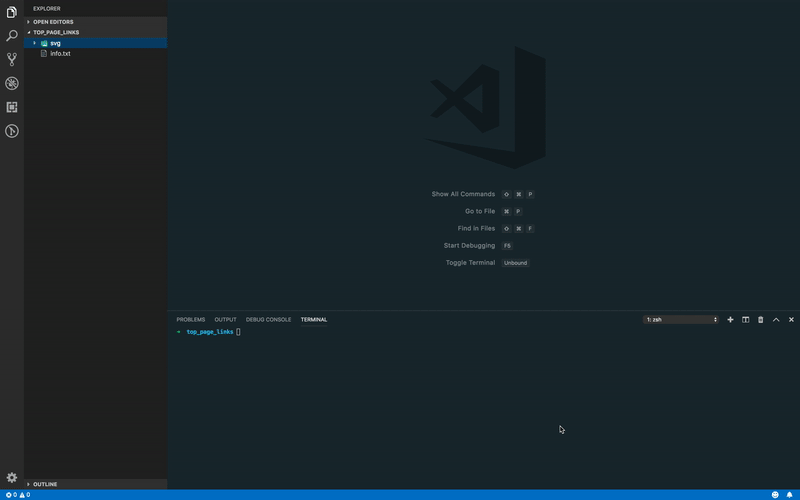 EXPLORER
OPEN EDITORS
TOP_PAGE_LINKS
svg
info.txt
Show All Commands ⇧ ⌘ P
Go to File ⌘ P
Find in Files ⇧ ⌘ F
Start Debugging F5
Toggle Terminal Unbound
PROBLEMS OUTPUT DEBUG CONSOLE TERMINAL 1: zsh
→ top_page_links
OUTLINE
0 0